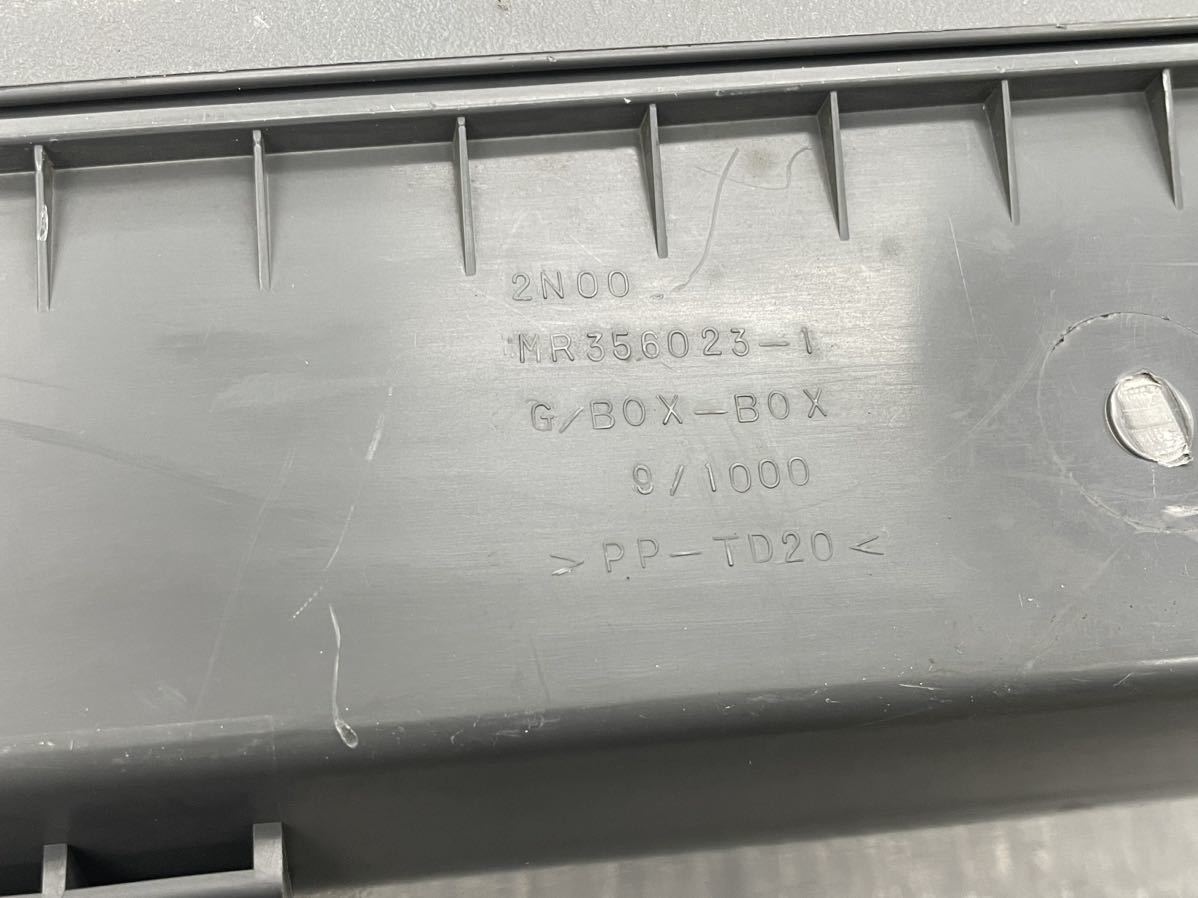 2N00
MR356023-1
G/BOX-BOX
9/1000
>PP-TD20<